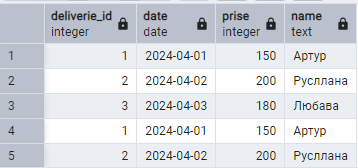 deliverie_id date prise name
integer date integer text
1 1 2024-04-01 150 Артур
2 2 2024-04-02 200 Русллана
3 3 2024-04-03 180 Любава
4 1 2024-04-01 150 Артур
5 2 2024-04-02 200 Русллана